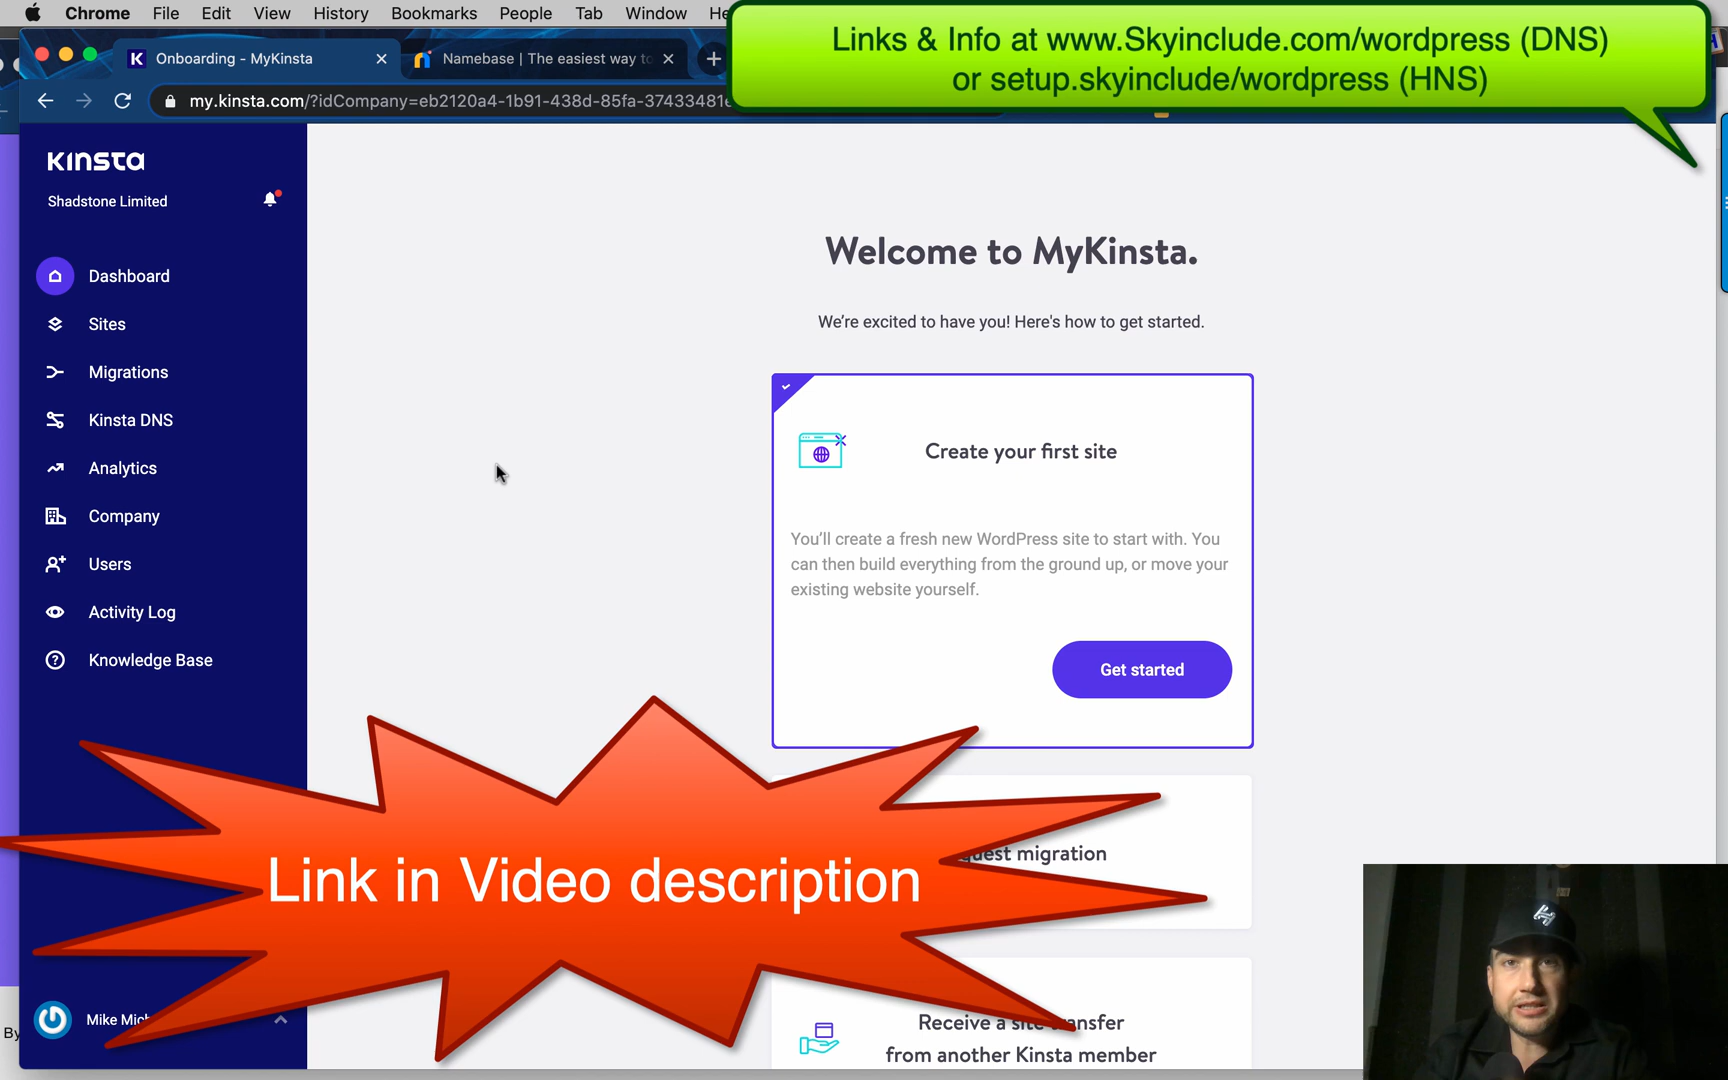 Chrome File Edit View History Bookmarks People Tab Window
Links & Info at www.Skyinclude.com/wordpress (DNS)
or setup.skyinclude/wordpress (HNS)
Onboarding - MyKinsta
Namebase | The easiest way to
my.kinsta.com/?idCompany=eb2120a4-1b91-438d-85fa-37433481
Kinsta
Shadstone Limited
Dashboard
Sites
Migrations
Kinsta DNS
Analytics
Company
Users
Activity Log
Knowledge Base
Welcome to MyKinsta.
We're excited to have you! Here's how to get started.
Create your first site
You'll create a fresh new WordPress site to start with. You
can then build everything from the ground up, or move your
existing website yourself.
Get started
migration
Link in Video description
Receive a site transfer
from another Kinsta member
Mike
By